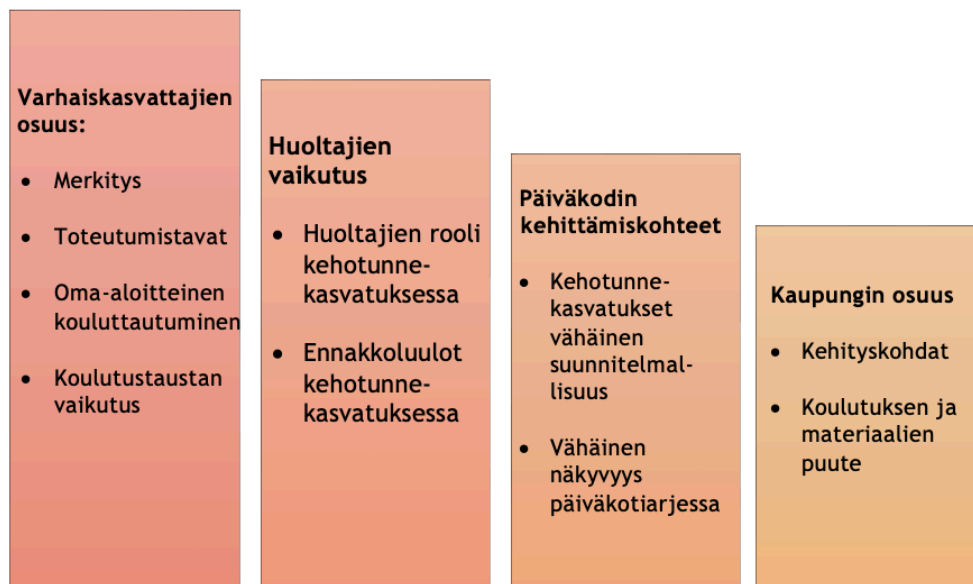 Varhaiskasvattajien
osuus:
• Merkitys
• Toteutumistavat
• Oma-aloitteinen
kouluttautuminen
• Koulutustaustan
vaikutus
Huoltajien
vaikutus
• Huoltajien rooli
kehotunne-
kasvatuksessa
• Ennakkoluulot
kehotunne-
kasvatuksessa
Päiväkodin
kehittämiskohteet
• Kehotunne-
kasvatukset
vähäinen
suunnitelmal-
lisuus
• Vähäinen
näkyvyys
päiväkotiarjessa
Kaupungin osuus
• Kehityskohdat
• Koulutuksen ja
materiaalien
puute